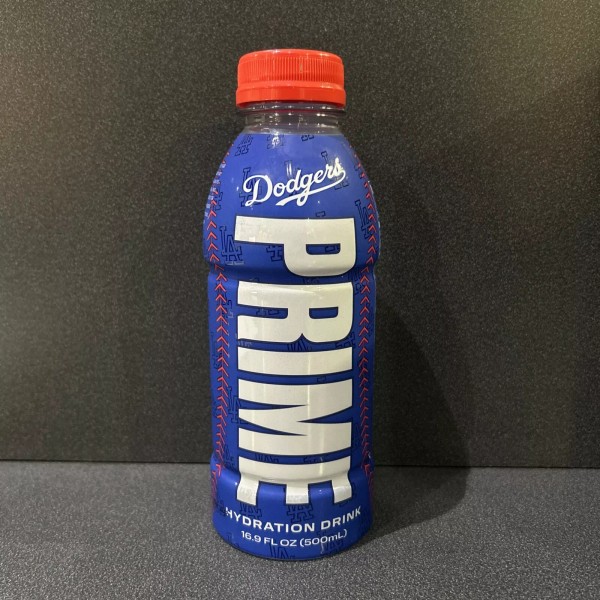 Dodgers
PRIME
HYDRATION DRINK
16.9 FL OZ (500mL)